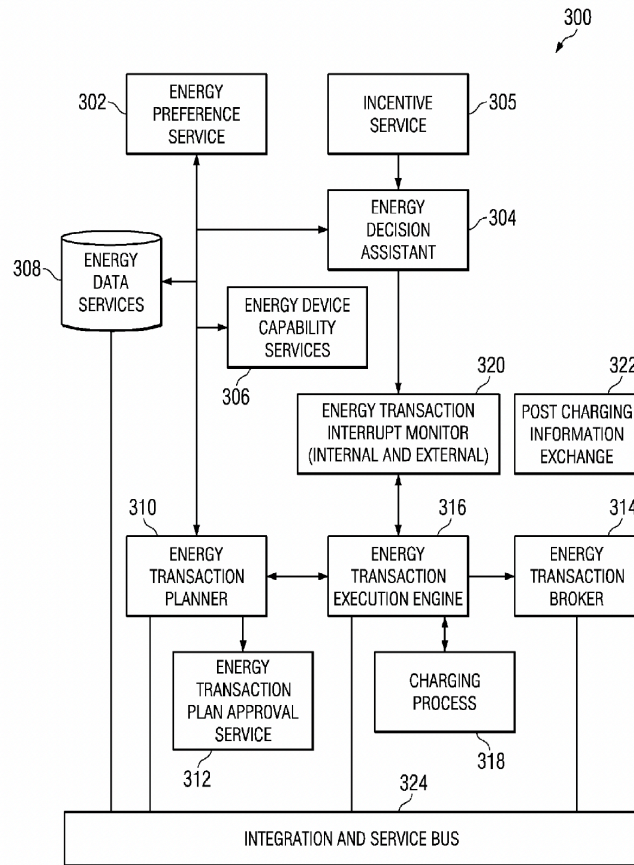 300
302
ENERGY
PREFERENCE
SERVICE
INCENTIVE
SERVICE
305
ENERGY
DECISION
ASSISTANT
304
308
ENERGY
DATA
SERVICES
ENERGY DEVICE
CAPABILITY
SERVICES
306
320
322
ENERGY TRANSACTION
INTERRUPT MONITOR
(INTERNAL AND EXTERNAL)
POST CHARGING
INFORMATION
EXCHANGE
310
316
314
ENERGY
TRANSACTION
PLANNER
ENERGY
TRANSACTION
EXECUTION ENGINE
ENERGY
TRANSACTION
BROKER
ENERGY
TRANSACTION
PLAN APPROVAL
SERVICE
CHARGING
PROCESS
312
318
324
INTEGRATION AND SERVICE BUS